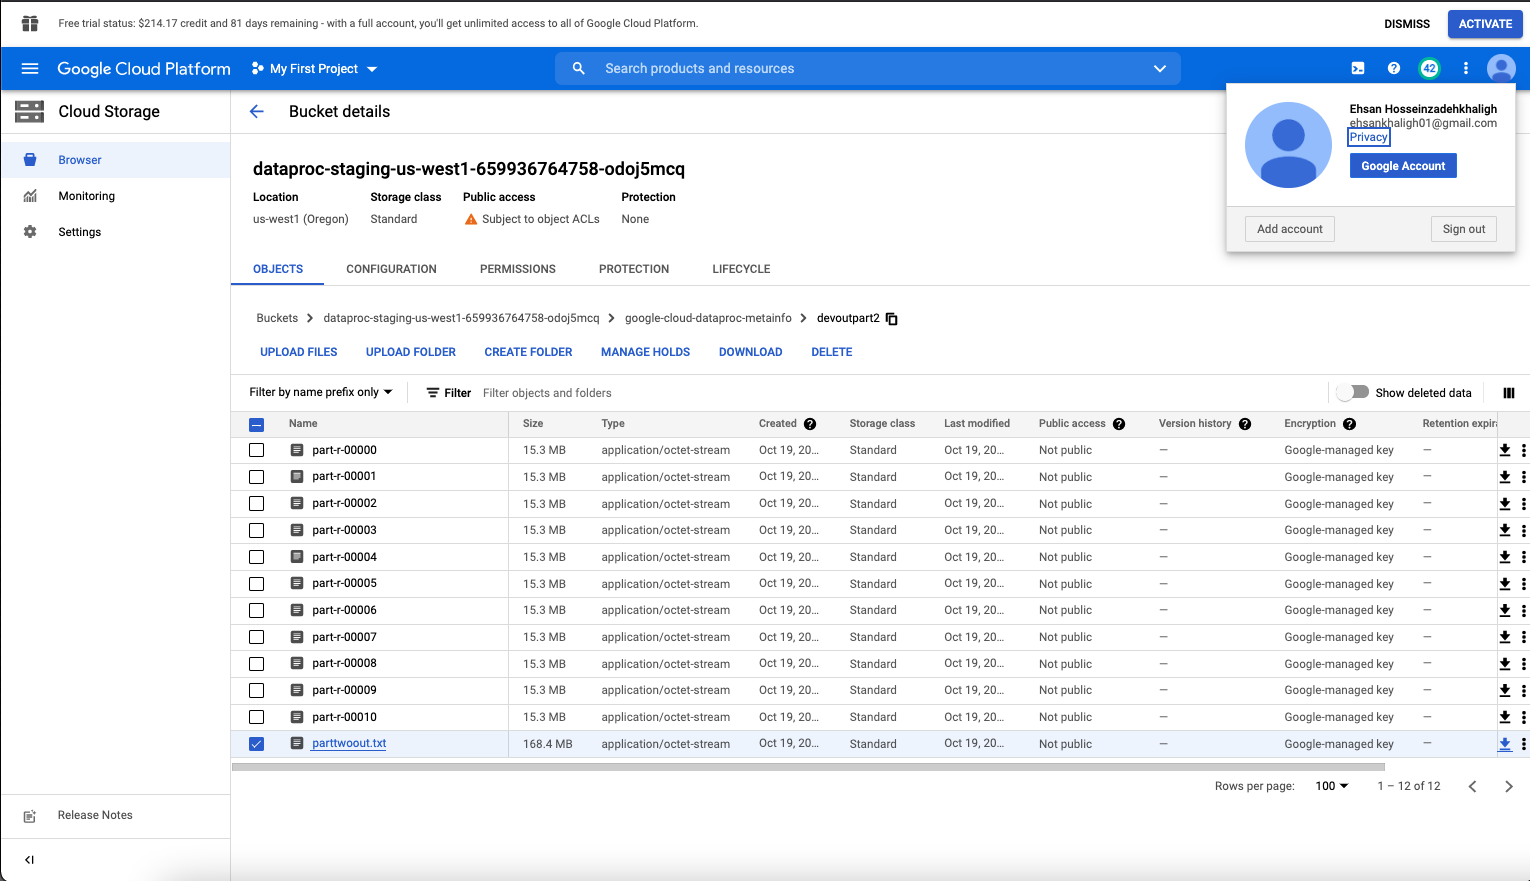 Free trial status: $214.17 credit and 81 days remaining - with a full account, you'll get unlimited access to all of Google Cloud Platform.
DISMISS
ACTIVATE
Google Cloud Platform
My First Project
Search products and resources
42
Ehsan Hosseinzadehkhaligh
ehsankhaligh01@gmail.com
Privacy
Google Account
Add account
Sign out
Cloud Storage
Browser
Monitoring
Settings
Release Notes
Bucket details
dataproc-staging-us-west1-659936764758-odoj5mcq
Location Storage class Public access Protection
us-west1 (Oregon) Standard Subject to object ACLs None
OBJECTS CONFIGURATION PERMISSIONS PROTECTION LIFECYCLE
Buckets dataproc-staging-us-west1-659936764758-odoj5mcq google-cloud-dataproc-metainfo devoutpart2
UPLOAD FILES UPLOAD FOLDER CREATE FOLDER MANAGE HOLDS DOWNLOAD DELETE
Filter by name prefix only Filter Filter objects and folders Show deleted data
Name Size Type Created Storage class Last modified Public access Version history Encryption Retention expira
part-r-00000 15.3 MB application/octet-stream Oct 19, 20... Standard Oct 19, 20... Not public — Google-managed key —
part-r-00001 15.3 MB application/octet-stream Oct 19, 20... Standard Oct 19, 20... Not public — Google-managed key —
part-r-00002 15.3 MB application/octet-stream Oct 19, 20... Standard Oct 19, 20... Not public — Google-managed key —
part-r-00003 15.3 MB application/octet-stream Oct 19, 20... Standard Oct 19, 20... Not public — Google-managed key —
part-r-00004 15.3 MB application/octet-stream Oct 19, 20... Standard Oct 19, 20... Not public — Google-managed key —
part-r-00005 15.3 MB application/octet-stream Oct 19, 20... Standard Oct 19, 20... Not public — Google-managed key —
part-r-00006 15.3 MB application/octet-stream Oct 19, 20... Standard Oct 19, 20... Not public — Google-managed key —
part-r-00007 15.3 MB application/octet-stream Oct 19, 20... Standard Oct 19, 20... Not public — Google-managed key —
part-r-00008 15.3 MB application/octet-stream Oct 19, 20... Standard Oct 19, 20... Not public — Google-managed key —
part-r-00009 15.3 MB application/octet-stream Oct 19, 20... Standard Oct 19, 20... Not public — Google-managed key —
part-r-00010 15.3 MB application/octet-stream Oct 19, 20... Standard Oct 19, 20... Not public — Google-managed key —
parttwoout.txt 168.4 MB application/octet-stream Oct 19, 20... Standard Oct 19, 20... Not public — Google-managed key —
Rows per page: 100 1 – 12 of 12